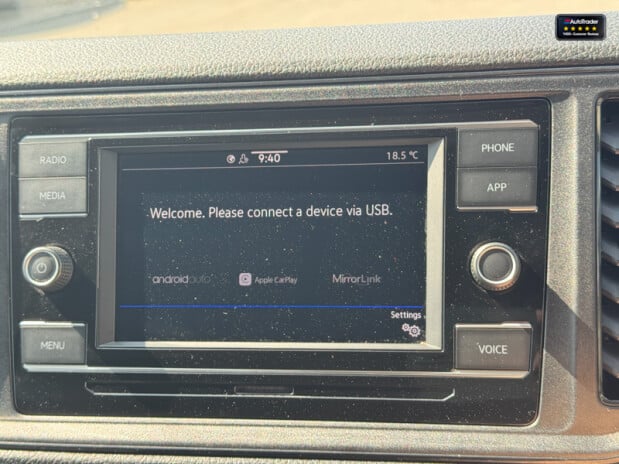 AutoTrader
RADIO
MEDIA
MENU
9:40
18.5 °C
Welcome. Please connect a device via USB.
androidauto
Apple CarPlay
MirrorLink
Settings
PHONE
APP
VOICE